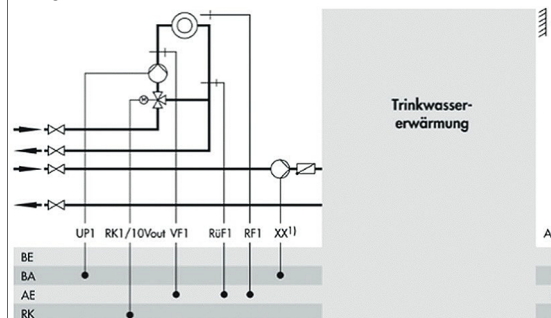 Trinkwasser-
erwärmung
UP1 RK1/10Vout VF1 RüF1 RF1 XX1) A
BE
BA
AE
RK